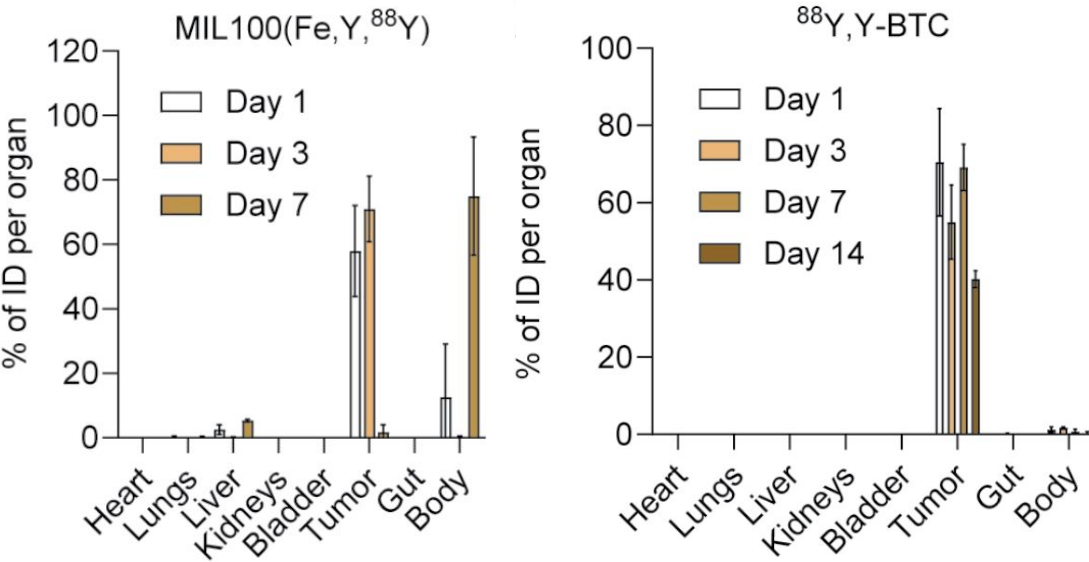 MIL100(Fe,Y,⁸⁸Y)
% of ID per organ
120
100
80
60
40
20
0
Day 1
Day 3
Day 7
Heart
Lungs
Liver
Kidneys
Bladder
Tumor
Gut
Body
⁸⁸Y,Y-BTC
% of ID per organ
100
80
60
40
20
0
Day 1
Day 3
Day 7
Day 14
Heart
Lungs
Liver
Kidneys
Bladder
Tumor
Gut
Body